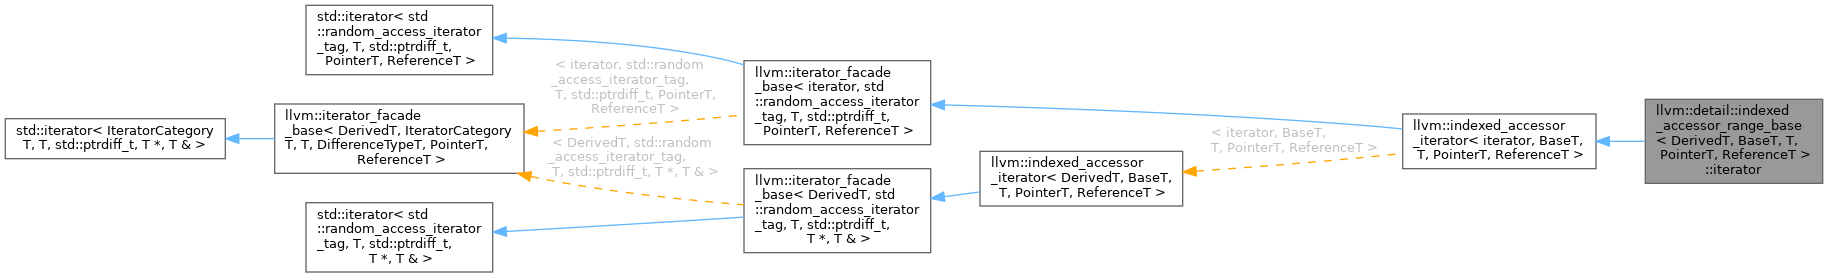 std::iterator< std
::random_access_iterator
_tag, T, std::ptrdiff_t,
PointerT, ReferenceT >
< iterator, std::random
_access_iterator_tag,
T, std::ptrdiff_t, PointerT,
ReferenceT >
llvm::iterator_facade
_base< iterator, std
::random_access_iterator
_tag, T, std::ptrdiff_t,
PointerT, ReferenceT >
llvm::iterator_facade
_base< DerivedT, IteratorCategory
T, T, DifferenceTypeT, PointerT,
ReferenceT >
std::iterator< IteratorCategory
T, T, std::ptrdiff_t, T *, T & >
< DerivedT, std::random
_access_iterator_tag,
T, std::ptrdiff_t, T *, T & >
llvm::iterator_facade
_base< DerivedT, std
::random_access_iterator
_tag, T, std::ptrdiff_t,
T *, T & >
std::iterator< std
::random_access_iterator
_tag, T, std::ptrdiff_t,
T *, T & >
llvm::indexed_accessor
_iterator< DerivedT, BaseT,
T, PointerT, ReferenceT >
< iterator, BaseT,
T, PointerT, ReferenceT >
llvm::indexed_accessor
_iterator< iterator, BaseT,
T, PointerT, ReferenceT >
llvm::detail::indexed
_accessor_range_base
< DerivedT, BaseT, T,
PointerT, ReferenceT >
::iterator